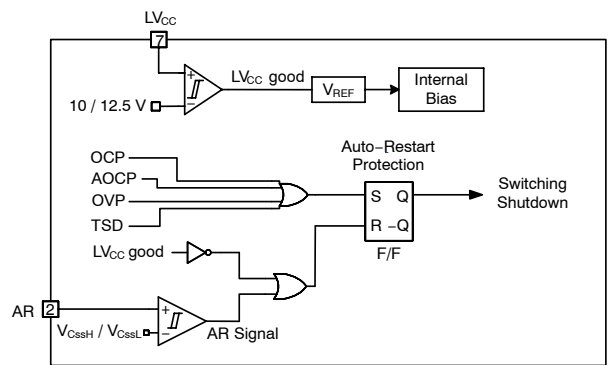 LVCC
7
LVCC good
10 / 12.5 V
VREF
Internal
Bias
Auto−Restart
Protection
OCP
AOCP
OVP
TSD
S Q
R −Q
F/F
Switching
Shutdown
LVCC good
AR
2
VCssH / VCssL
AR Signal